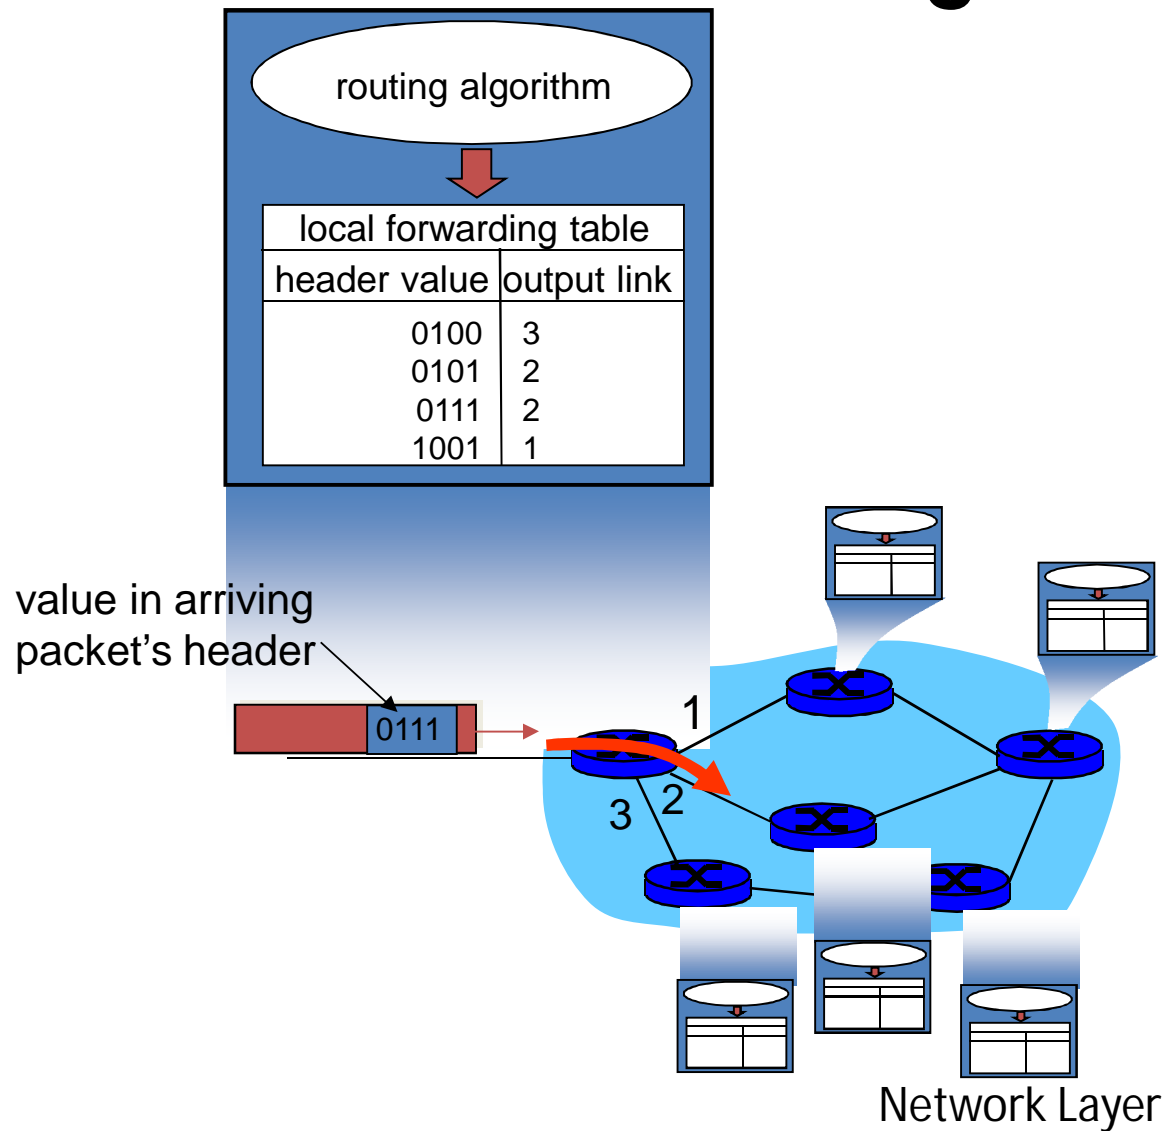 routing algorithm
local forwarding table
header value output link
0100 3
0101 2
0111 2
1001 1
value in arriving
packet’s header
0111
1
2
3
Network Layer